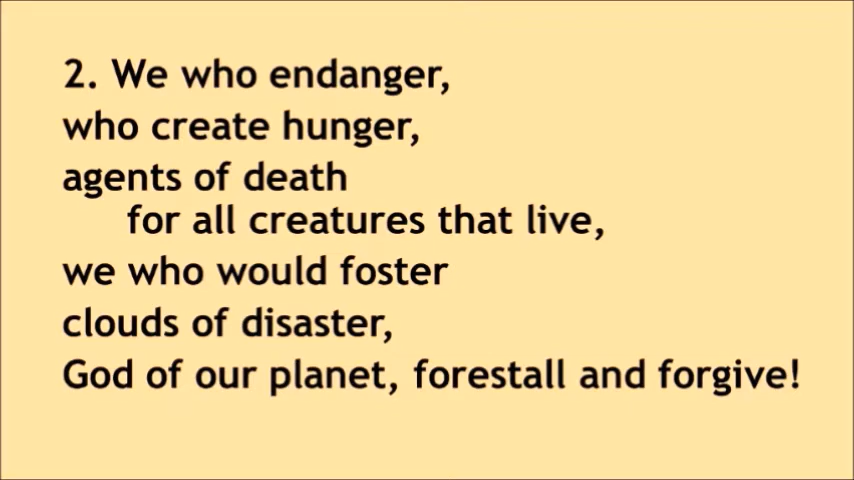 2. We who endanger,
who create hunger,
agents of death
for all creatures that live,
we who would foster
clouds of disaster,
God of our planet, forestall and forgive!